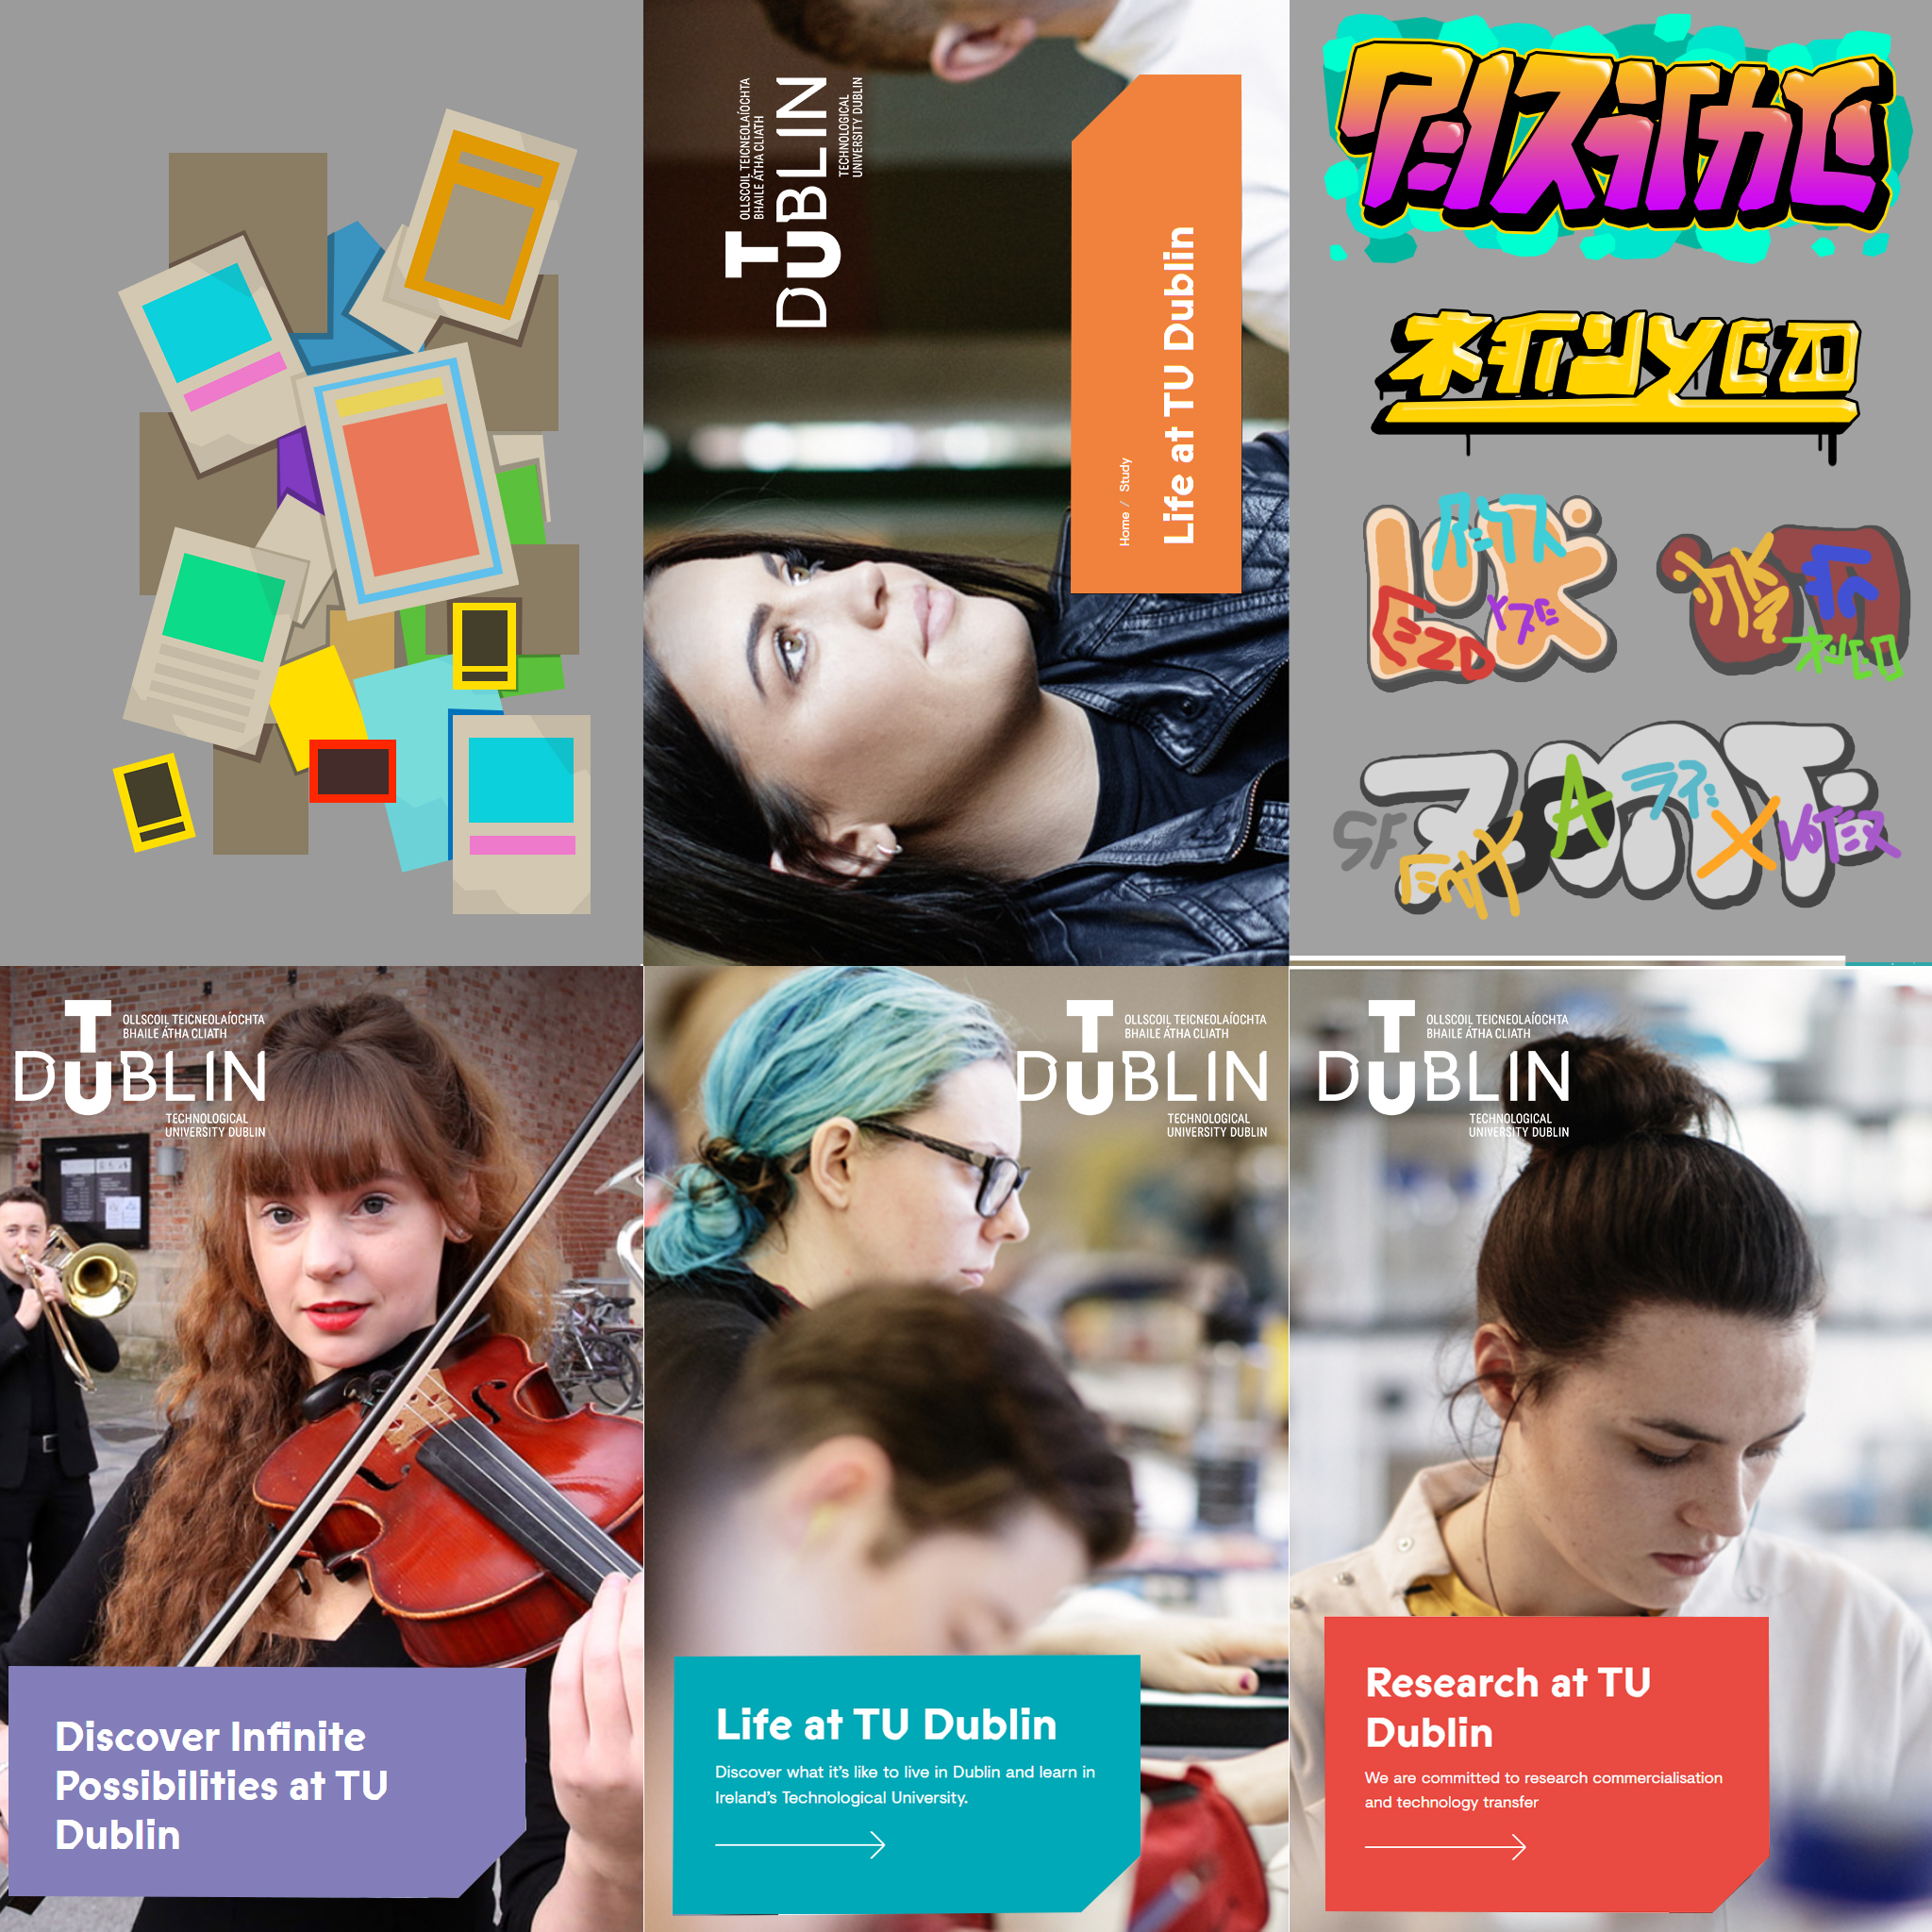 OLLSCOIL TEICNEOLAÍOCHTA
BHAILE ÁTHA CLIATH
TU
DUBLIN
TECHNOLOGICAL
UNIVERSITY DUBLIN
Home / Study
Life at TU Dublin
EZD
SF
A
X
OLLSCOIL TEICNEOLAÍOCHTA
BHAILE ÁTHA CLIATH
TU
DUBLIN
TECHNOLOGICAL
UNIVERSITY DUBLIN
Discover Infinite
Possibilities at TU
Dublin
OLLSCOIL TEICNEOLAÍOCHTA
BHAILE ÁTHA CLIATH
TU
DUBLIN
TECHNOLOGICAL
UNIVERSITY DUBLIN
Life at TU Dublin
Discover what it's like to live in Dublin and learn in
Ireland's Technological University.
OLLSCOIL TEICNEOLAÍOCHTA
BHAILE ÁTHA CLIATH
TU
DUBLIN
TECHNOLOGICAL
UNIVERSITY DUBLIN
Research at TU
Dublin
We are committed to research commercialisation
and technology transfer